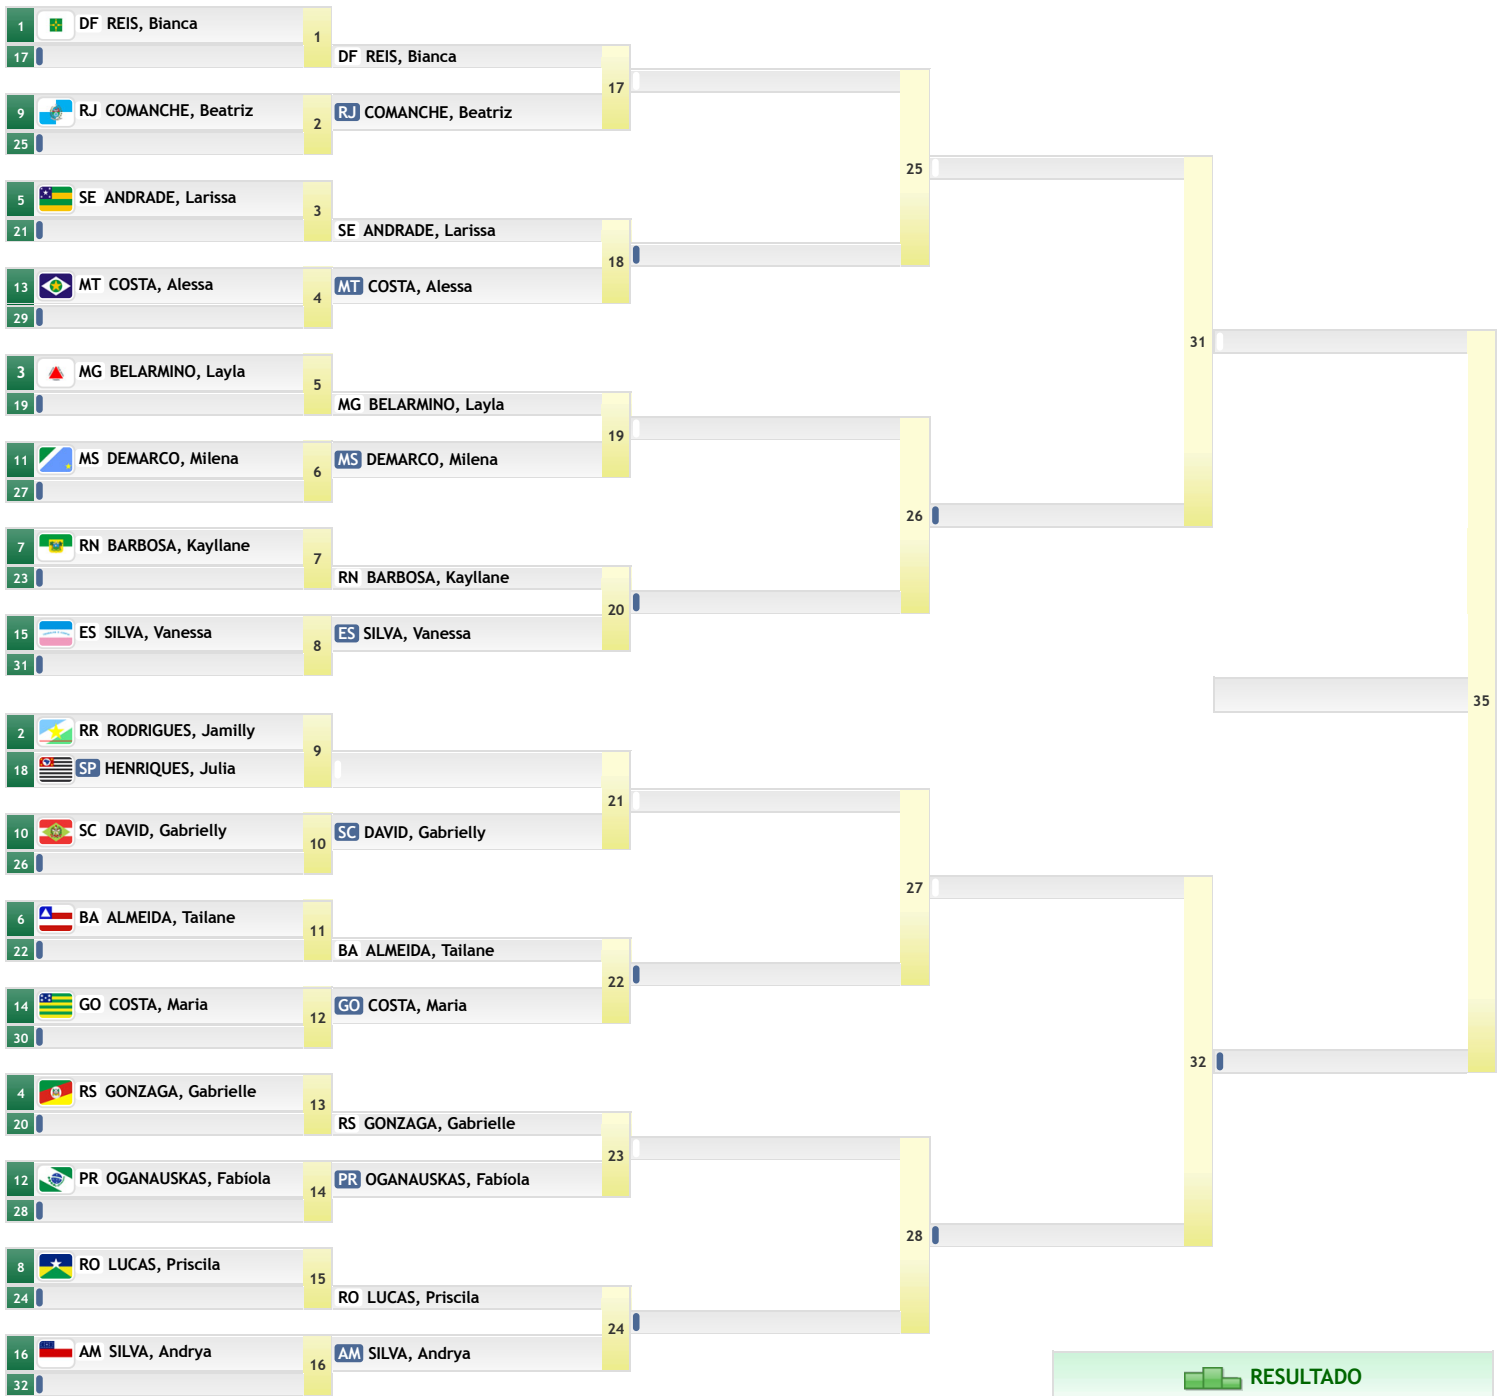 1 DF REIS, Bianca
1
17
DF REIS, Bianca
17
9 RJ COMANCHE, Beatriz
2
RJ COMANCHE, Beatriz
25
25
5 SE ANDRADE, Larissa
3
21
SE ANDRADE, Larissa
18
13 MT COSTA, Alessa
4
MT COSTA, Alessa
29
31
3 MG BELARMINO, Layla
5
19
MG BELARMINO, Layla
19
11 MS DEMARCO, Milena
6
MS DEMARCO, Milena
27
26
7 RN BARBOSA, Kayllane
7
23
RN BARBOSA, Kayllane
20
15 ES SILVA, Vanessa
8
ES SILVA, Vanessa
31
35
2 RR RODRIGUES, Jamilly
9
18 SP HENRIQUES, Julia
21
10 SC DAVID, Gabrielly
10
SC DAVID, Gabrielly
26
27
6 BA ALMEIDA, Tailane
11
22
BA ALMEIDA, Tailane
22
14 GO COSTA, Maria
12
GO COSTA, Maria
30
32
4 RS GONZAGA, Gabrielle
13
20
RS GONZAGA, Gabrielle
23
12 PR OGANAUSKAS, Fabíola
14
PR OGANAUSKAS, Fabíola
28
28
8 RO LUCAS, Priscila
15
24
RO LUCAS, Priscila
24
16 AM SILVA, Andrya
16
AM SILVA, Andrya
32
RESULTADO